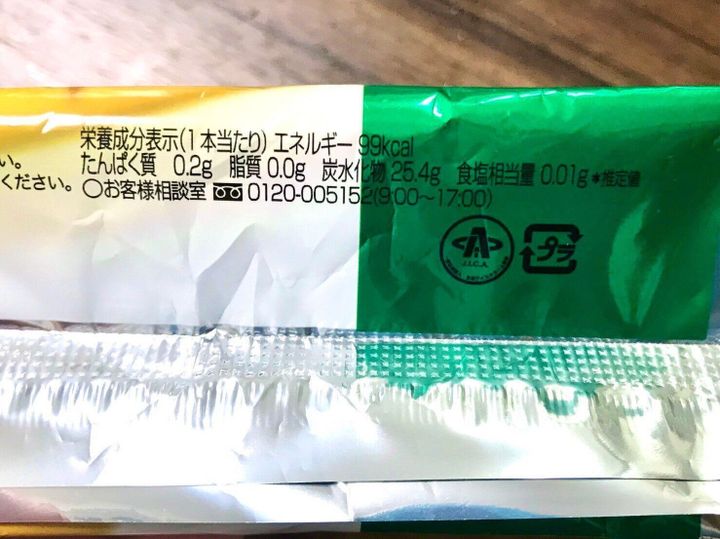 栄養成分表示(1本当たり) エネルギー 99kcal
い。 たんぱく質 0.2g 脂質 0.0g 炭水化物 25.4g 食塩相当量 0.01g *推定値
ください。 ○お客様相談室 0120-005152(9:00〜17:00)
A
J.I.C.A.
プラ